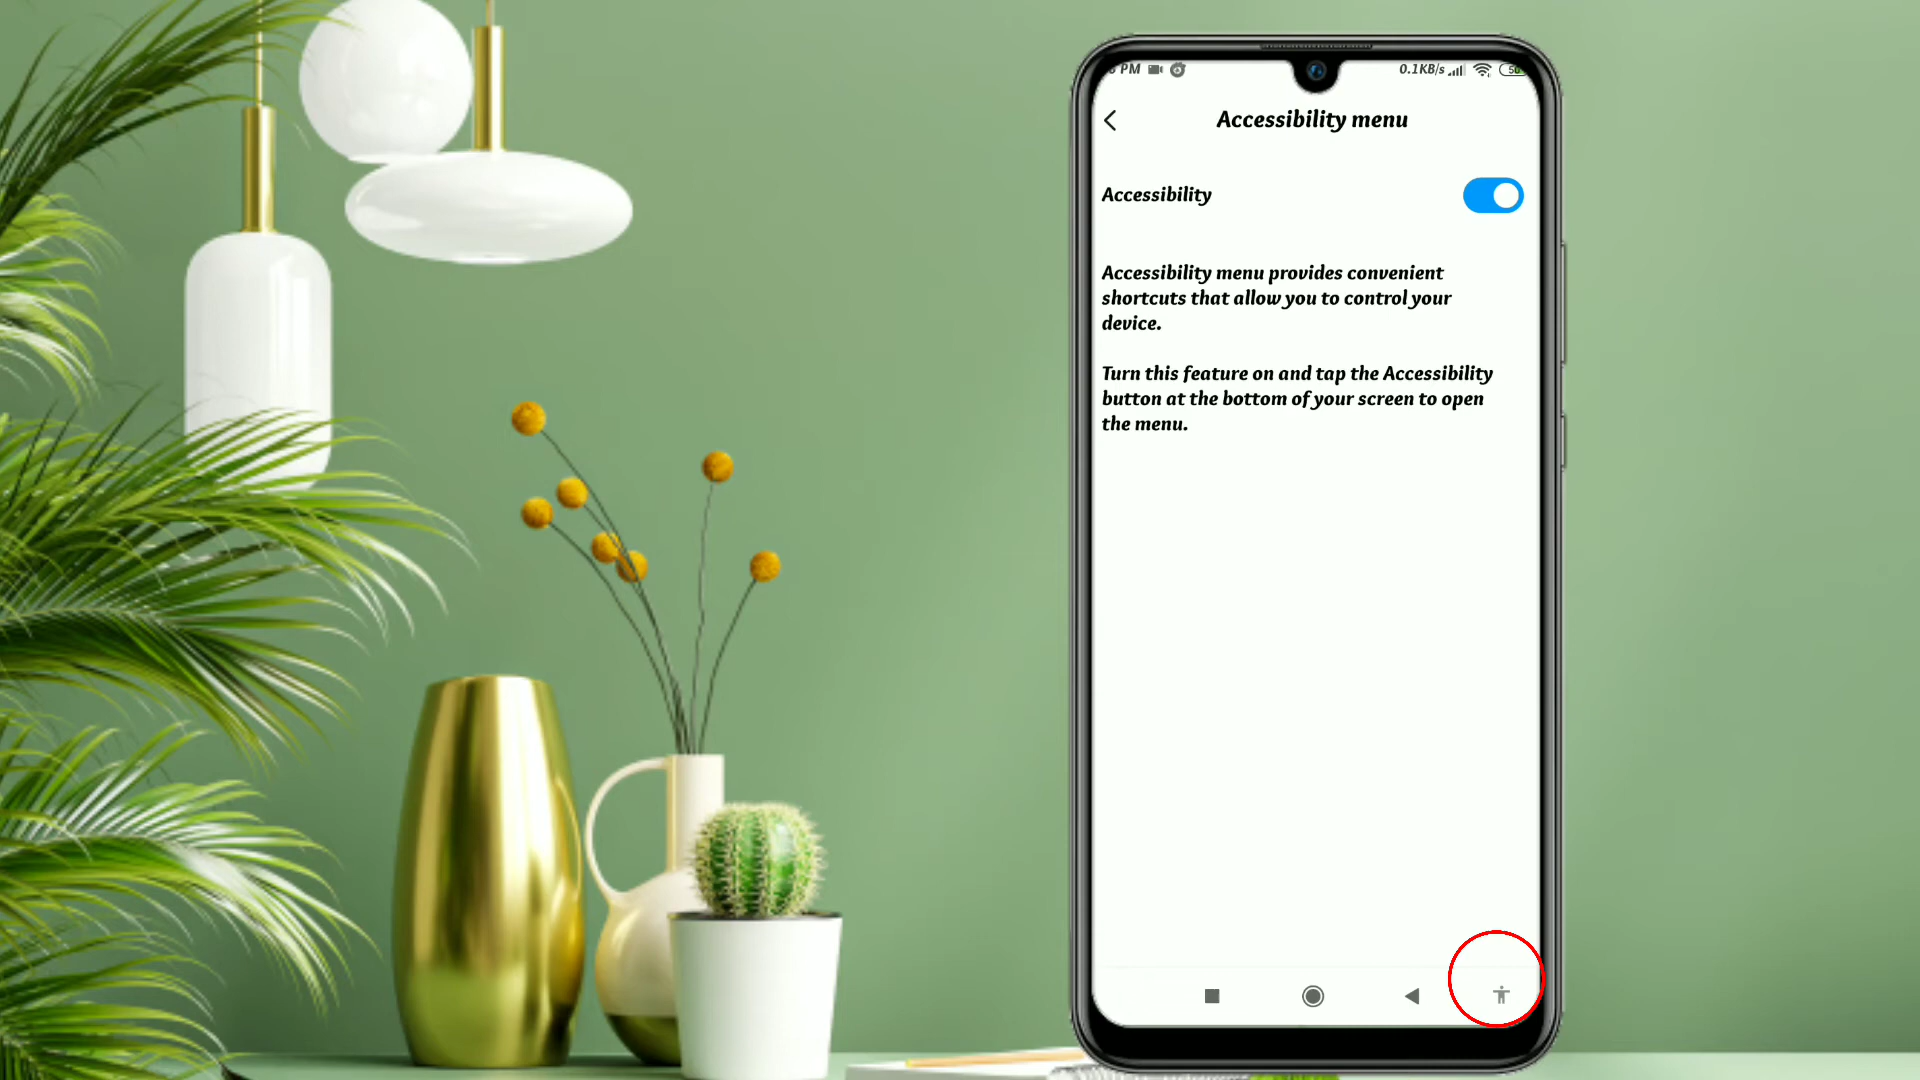 PM 0.1KB/s
Accessibility menu
Accessibility
Accessibility menu provides convenient
shortcuts that allow you to control your
device.
Turn this feature on and tap the Accessibility
button at the bottom of your screen to open
the menu.